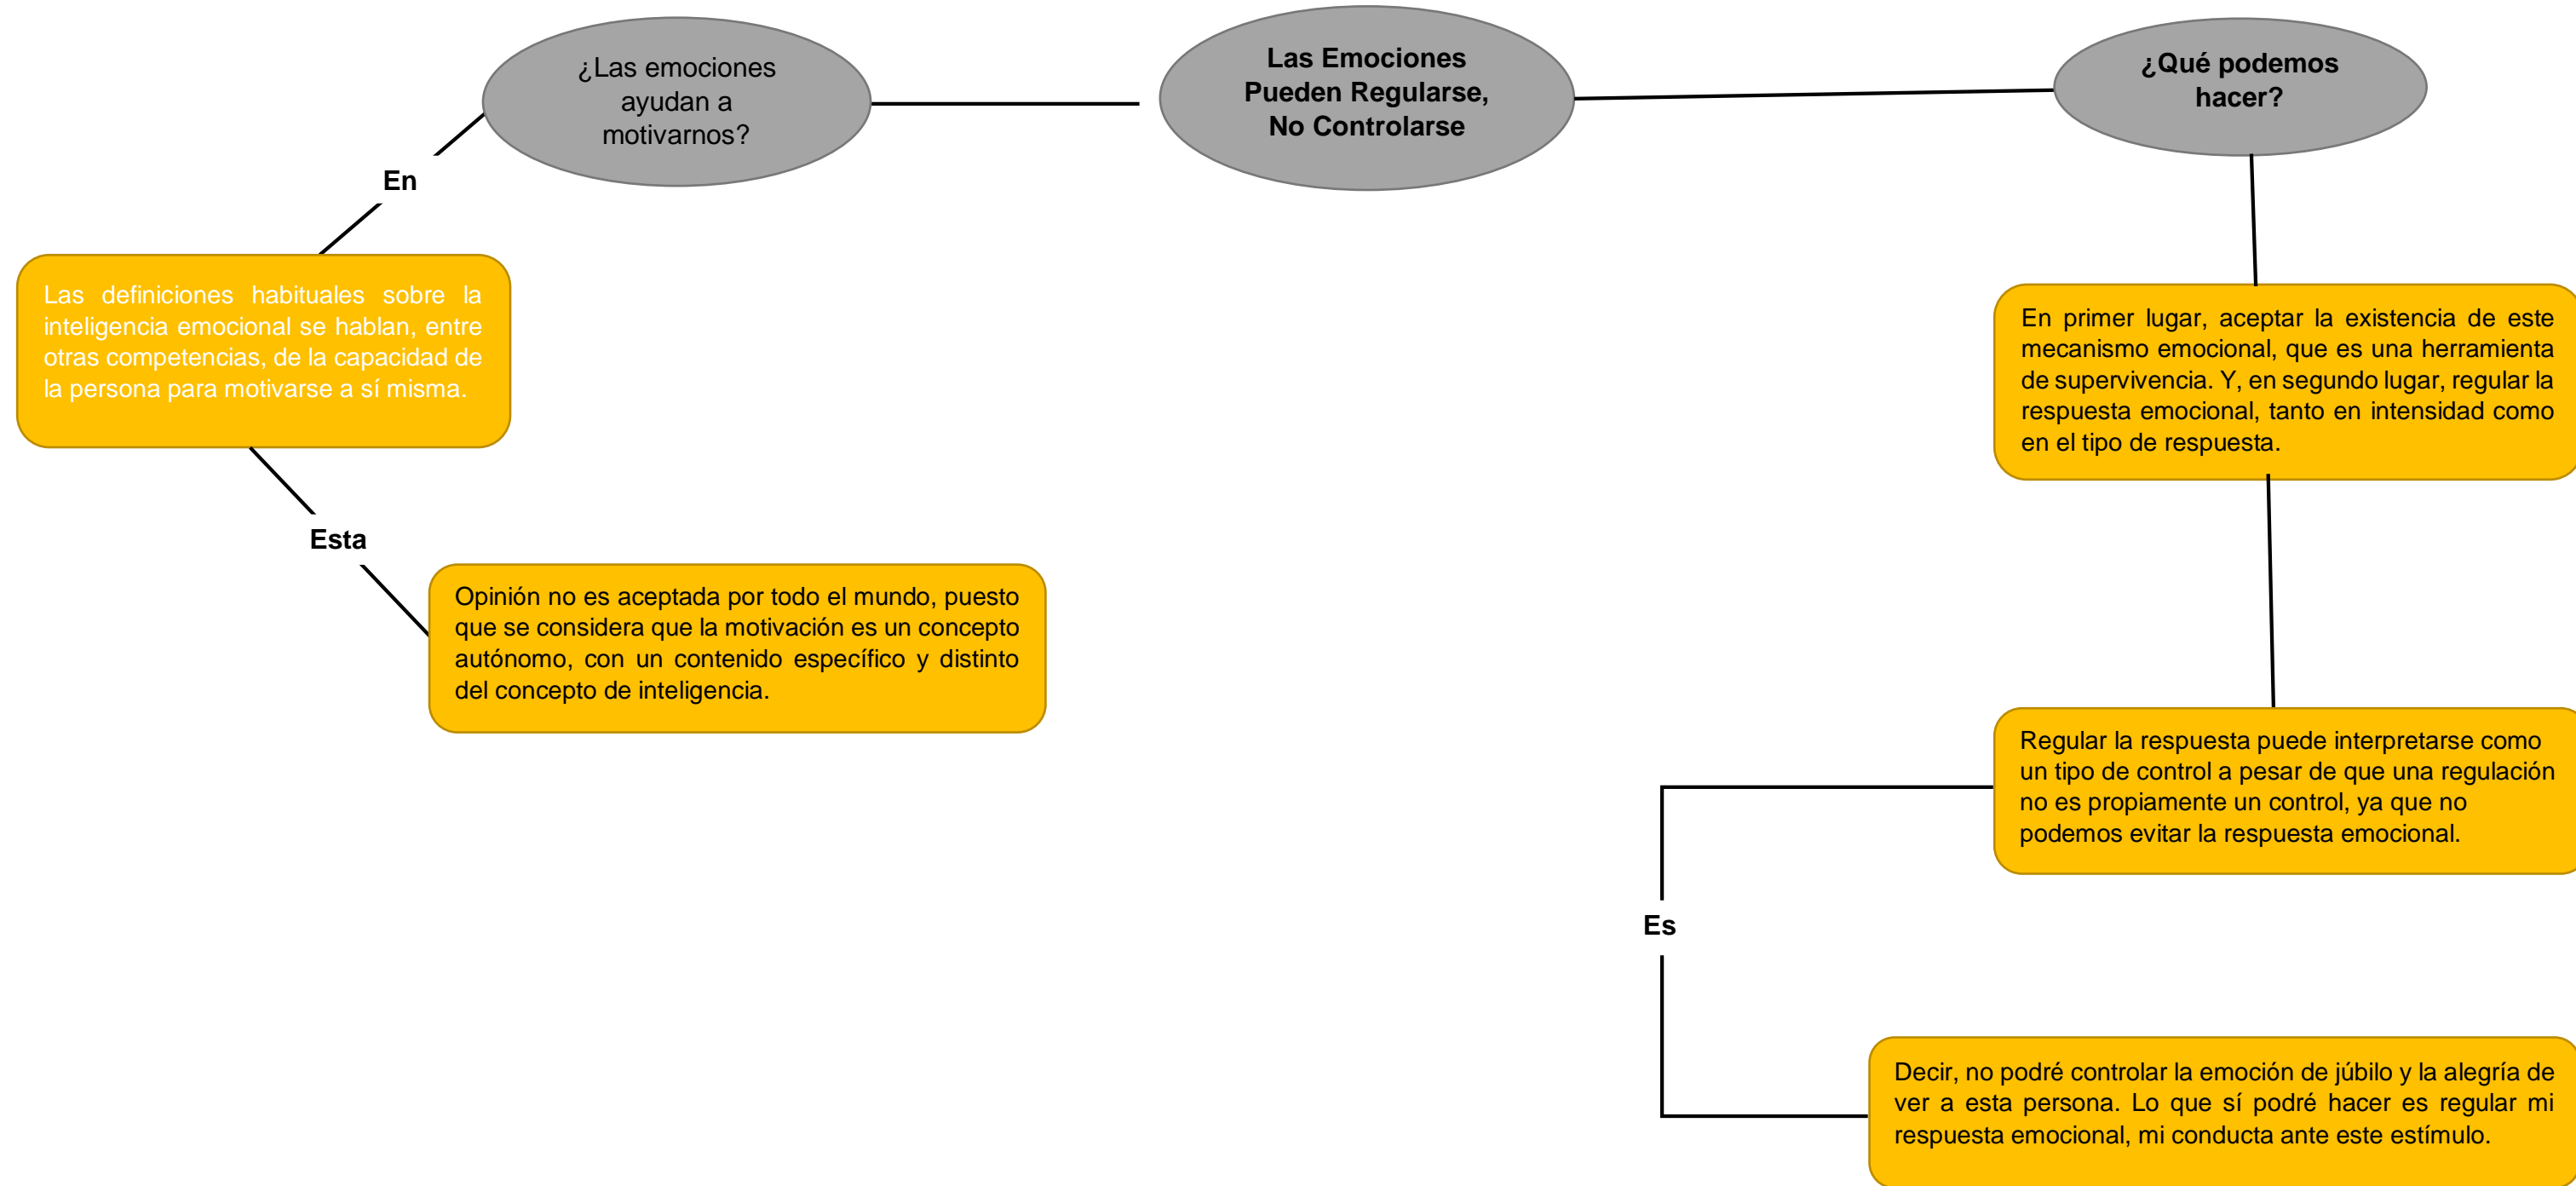 ¿Las emociones
ayudan a
motivarnos?
Las Emociones
Pueden Regularse,
No Controlarse
¿Qué podemos
hacer?
En
Las definiciones habituales sobre la
inteligencia emocional se hablan, entre
otras competencias, de la capacidad de
la persona para motivarse a sí misma.
Esta
Opinión no es aceptada por todo el mundo, puesto
que se considera que la motivación es un concepto
autónomo, con un contenido específico y distinto
del concepto de inteligencia.
En primer lugar, aceptar la existencia de este
mecanismo emocional, que es una herramienta
de supervivencia. Y, en segundo lugar, regular la
respuesta emocional, tanto en intensidad como
en el tipo de respuesta.
Regular la respuesta puede interpretarse como
un tipo de control a pesar de que una regulación
no es propiamente un control, ya que no
podemos evitar la respuesta emocional.
Es
Decir, no podré controlar la emoción de júbilo y la alegría de
ver a esta persona. Lo que sí podré hacer es regular mi
respuesta emocional, mi conducta ante este estímulo.